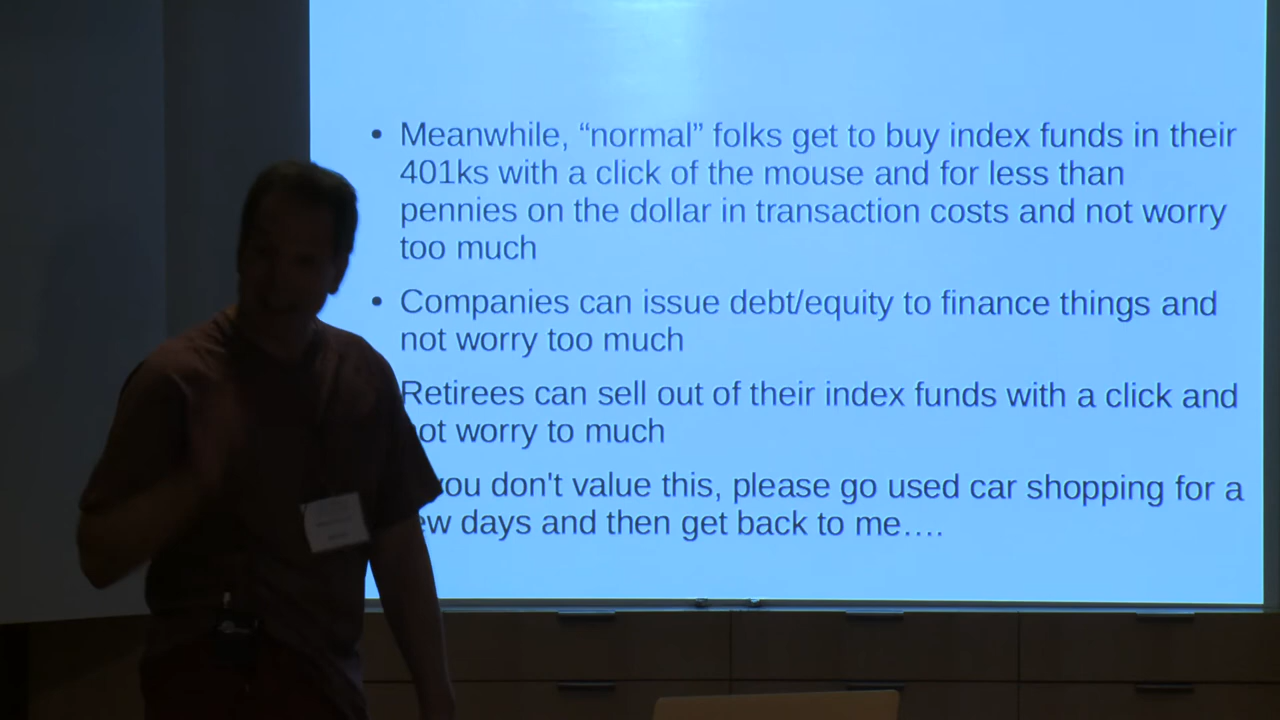 • Meanwhile, “normal” folks get to buy index funds in their
401ks with a click of the mouse and for less than
pennies on the dollar in transaction costs and not worry
too much
• Companies can issue debt/equity to finance things and
not worry too much
Retirees can sell out of their index funds with a click and
not worry to much
you don't value this, please go used car shopping for a
few days and then get back to me….